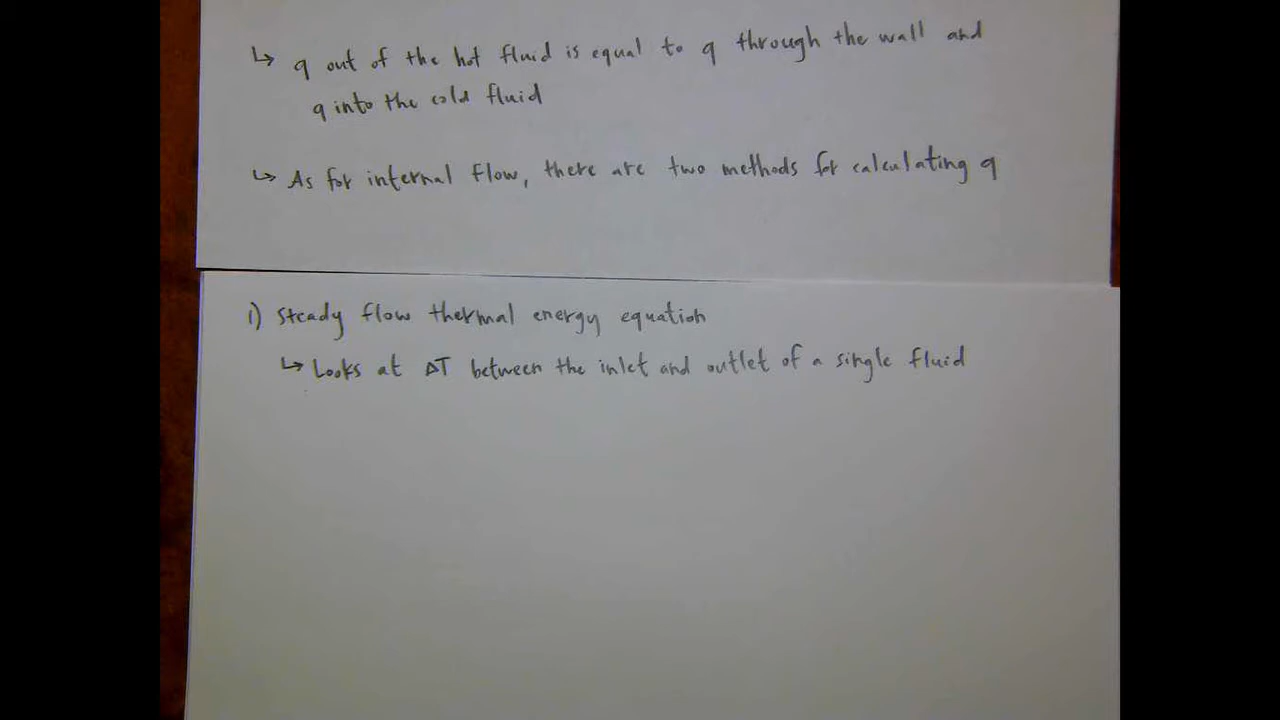 ↳ q out of the hot fluid is equal to q through the wall and
q into the cold fluid
↳ As for internal flow, there are two methods for calculating q
1) Steady flow thermal energy equation
↳ Looks at ΔT between the inlet and outlet of a single fluid